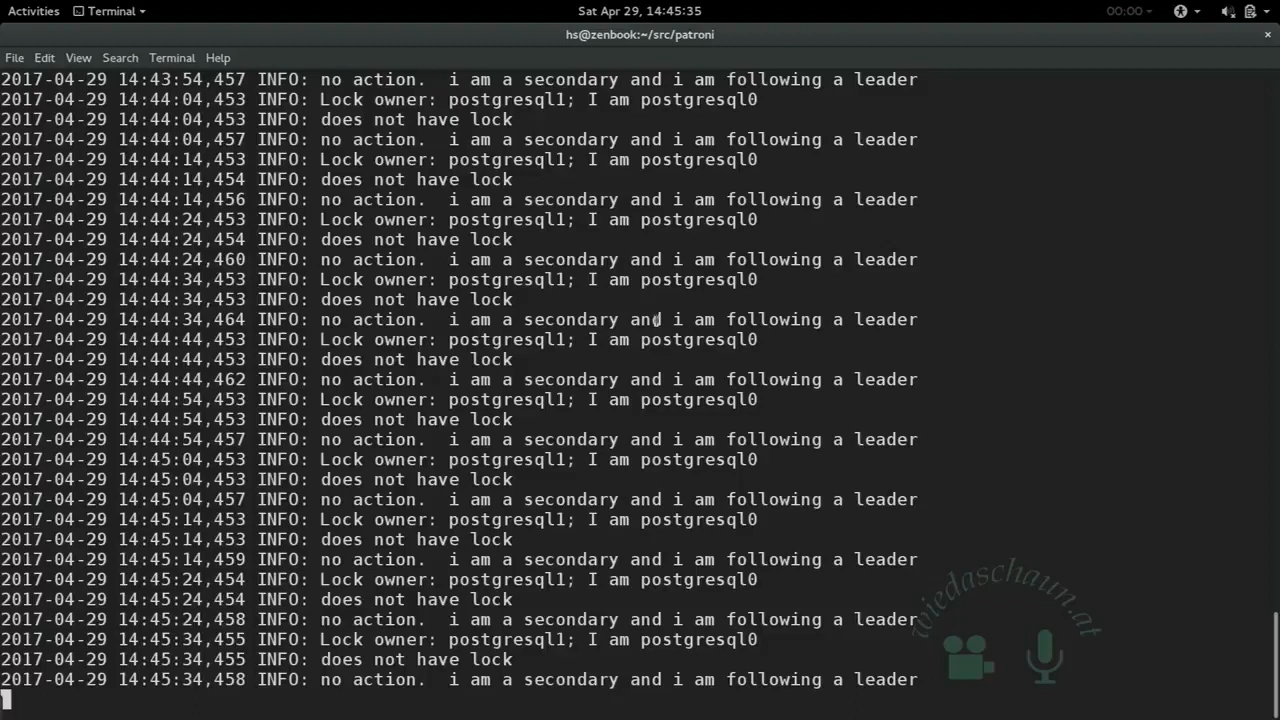 Activities Terminal Sat Apr 29, 14:45:35 00:00
hs@zenbook:~/src/patroni ×
File Edit View Search Terminal Help
2017-04-29 14:43:54,457 INFO: no action.  i am a secondary and i am following a leader
2017-04-29 14:44:04,453 INFO: Lock owner: postgresql1; I am postgresql0
2017-04-29 14:44:04,453 INFO: does not have lock
2017-04-29 14:44:04,457 INFO: no action.  i am a secondary and i am following a leader
2017-04-29 14:44:14,453 INFO: Lock owner: postgresql1; I am postgresql0
2017-04-29 14:44:14,454 INFO: does not have lock
2017-04-29 14:44:14,456 INFO: no action.  i am a secondary and i am following a leader
2017-04-29 14:44:24,453 INFO: Lock owner: postgresql1; I am postgresql0
2017-04-29 14:44:24,454 INFO: does not have lock
2017-04-29 14:44:24,460 INFO: no action.  i am a secondary and i am following a leader
2017-04-29 14:44:34,453 INFO: Lock owner: postgresql1; I am postgresql0
2017-04-29 14:44:34,453 INFO: does not have lock
2017-04-29 14:44:34,464 INFO: no action.  i am a secondary and i am following a leader
2017-04-29 14:44:44,453 INFO: Lock owner: postgresql1; I am postgresql0
2017-04-29 14:44:44,453 INFO: does not have lock
2017-04-29 14:44:44,462 INFO: no action.  i am a secondary and i am following a leader
2017-04-29 14:44:54,453 INFO: Lock owner: postgresql1; I am postgresql0
2017-04-29 14:44:54,453 INFO: does not have lock
2017-04-29 14:44:54,457 INFO: no action.  i am a secondary and i am following a leader
2017-04-29 14:45:04,453 INFO: Lock owner: postgresql1; I am postgresql0
2017-04-29 14:45:04,453 INFO: does not have lock
2017-04-29 14:45:04,457 INFO: no action.  i am a secondary and i am following a leader
2017-04-29 14:45:14,453 INFO: Lock owner: postgresql1; I am postgresql0
2017-04-29 14:45:14,453 INFO: does not have lock
2017-04-29 14:45:14,459 INFO: no action.  i am a secondary and i am following a leader
2017-04-29 14:45:24,454 INFO: Lock owner: postgresql1; I am postgresql0
2017-04-29 14:45:24,454 INFO: does not have lock
2017-04-29 14:45:24,458 INFO: no action.  i am a secondary and i am following a leader
2017-04-29 14:45:34,455 INFO: Lock owner: postgresql1; I am postgresql0
2017-04-29 14:45:34,455 INFO: does not have lock
2017-04-29 14:45:34,458 INFO: no action.  i am a secondary and i am following a leader
wiedaschaun.at